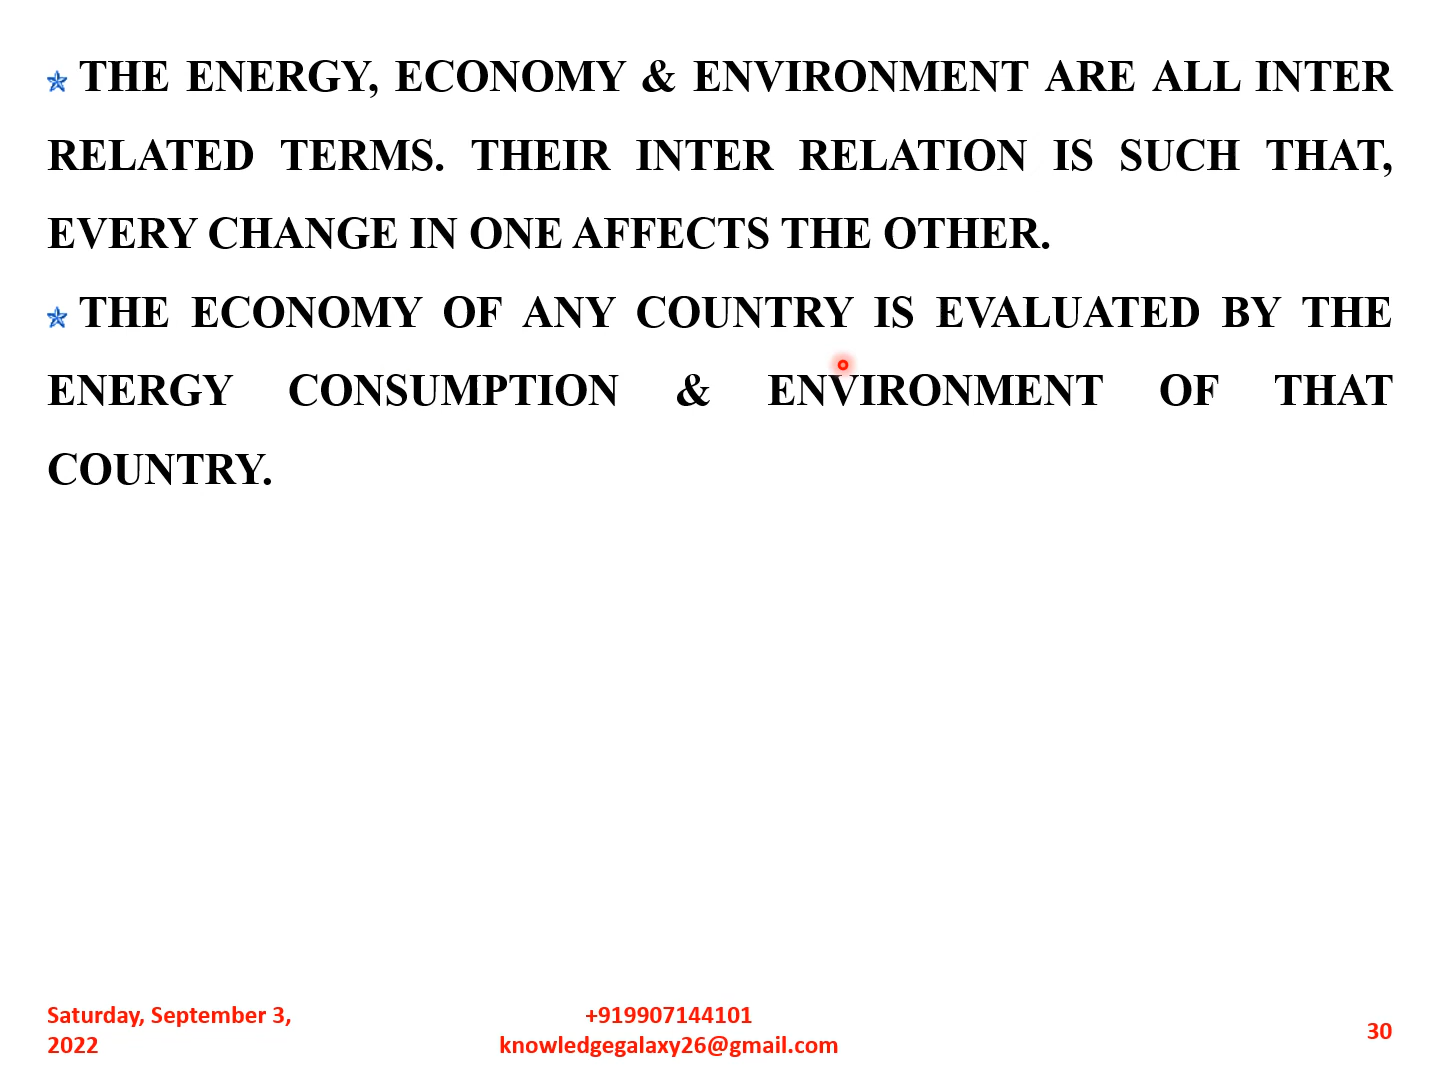 THE ENERGY, ECONOMY & ENVIRONMENT ARE ALL INTER
RELATED TERMS. THEIR INTER RELATION IS SUCH THAT,
EVERY CHANGE IN ONE AFFECTS THE OTHER.
THE ECONOMY OF ANY COUNTRY IS EVALUATED BY THE
ENERGY CONSUMPTION & ENVIRONMENT OF THAT
COUNTRY.
Saturday, September 3,
2022
+919907144101
knowledgegalaxy26@gmail.com
30